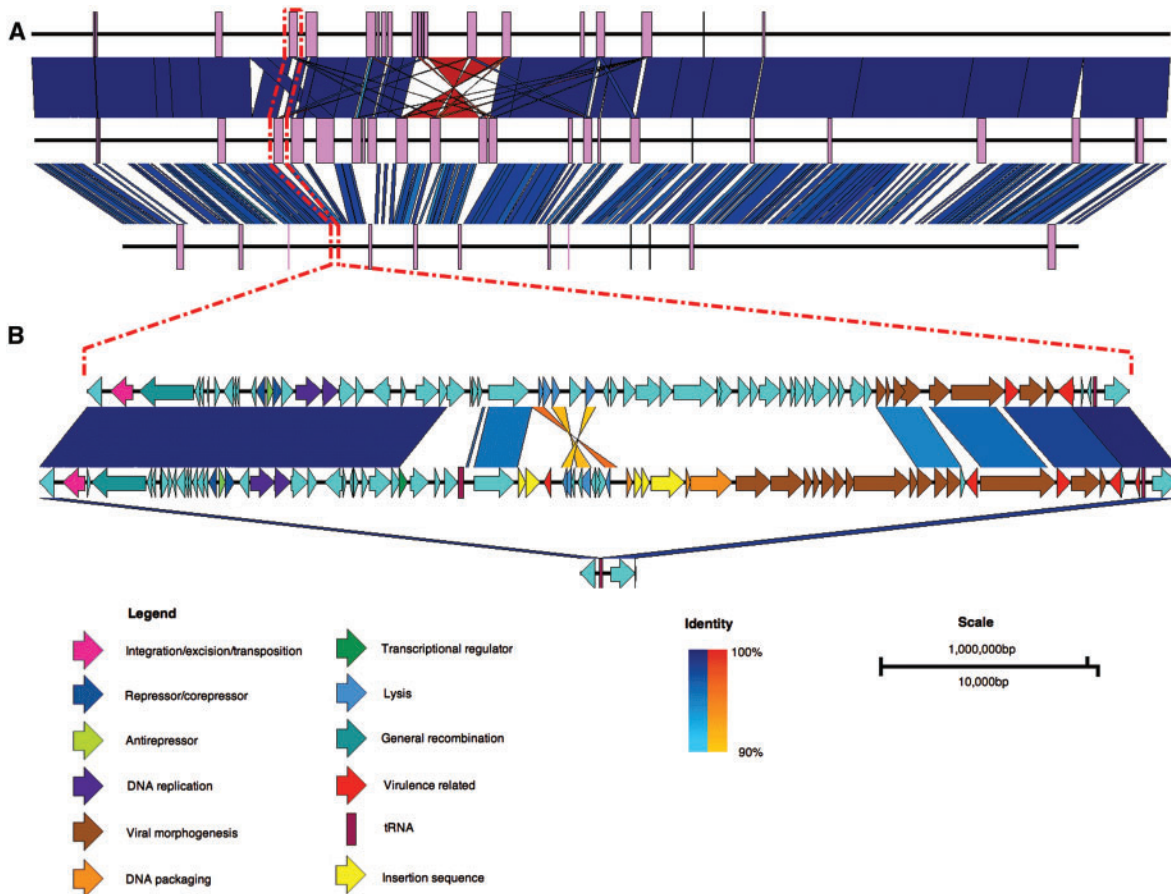 A
B
Legend
Integration/excision/transposition
Repressor/corepressor
Antirepressor
DNA replication
Viral morphogenesis
DNA packaging
Transcriptional regulator
Lysis
General recombination
Virulence related
tRNA
Insertion sequence
Identity
100%
90%
Scale
1,000,000bp
10,000bp